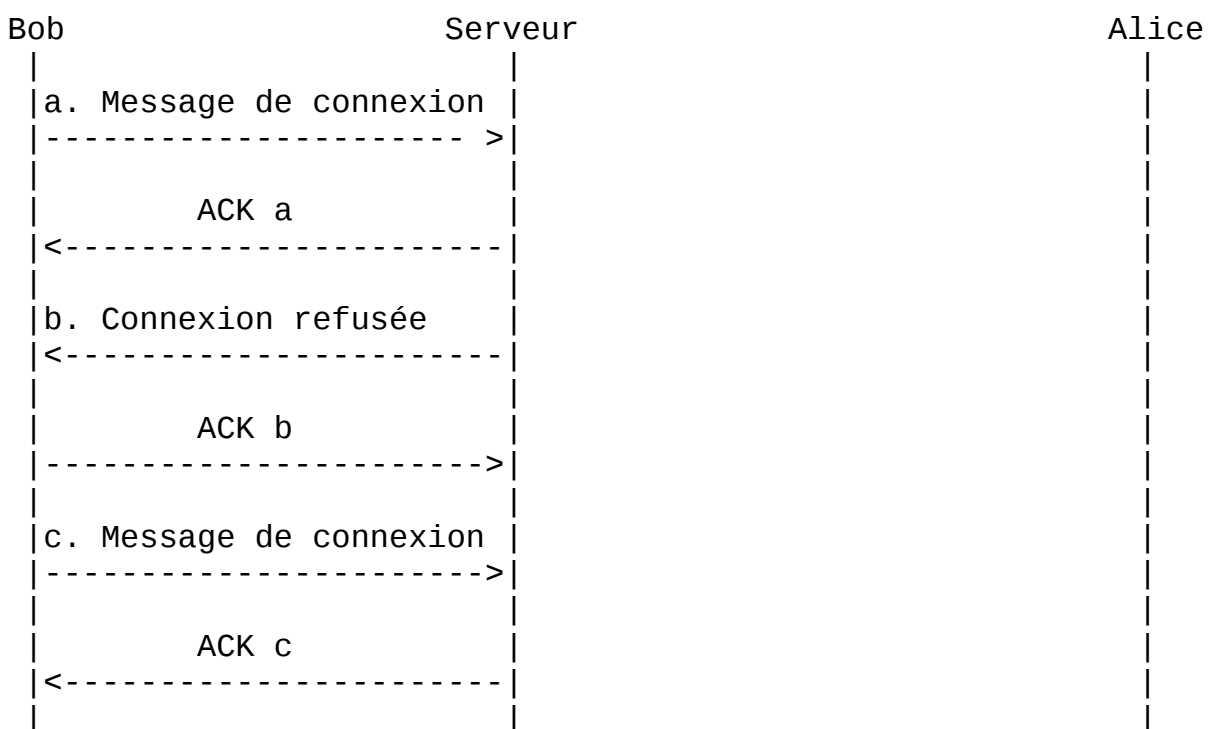 Bob Serveur Alice
| | |
|a. Message de connexion | |
|---------------------- >| |
| | |
| ACK a | |
|<-----------------------| |
| | |
|b. Connexion refusée | |
|<-----------------------| |
| | |
| ACK b | |
|----------------------->| |
| | |
|c. Message de connexion | |
|----------------------->| |
| | |
| ACK c | |
|<-----------------------| |
| | |